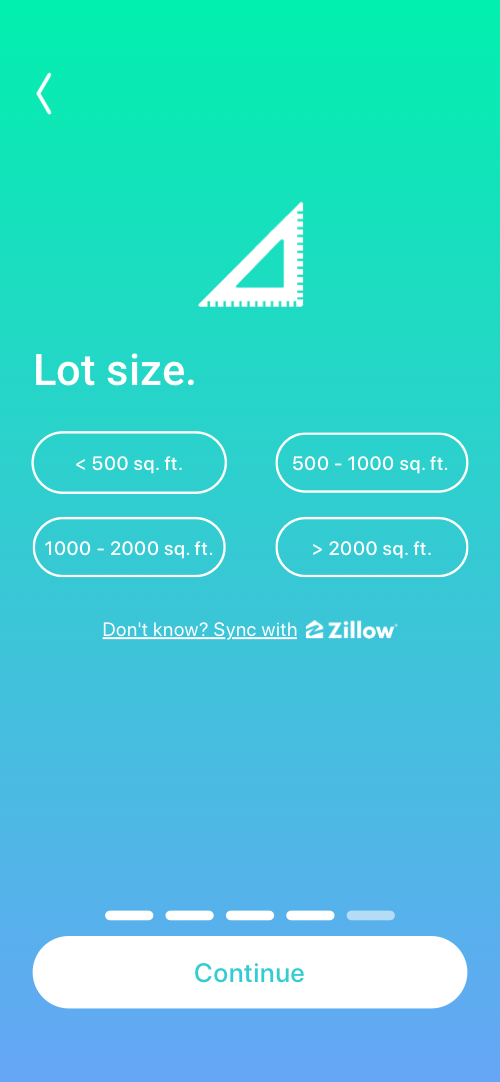 Lot size.
< 500 sq. ft.
500 - 1000 sq. ft.
1000 - 2000 sq. ft.
> 2000 sq. ft.
Don't know? Sync with Zillow
Continue